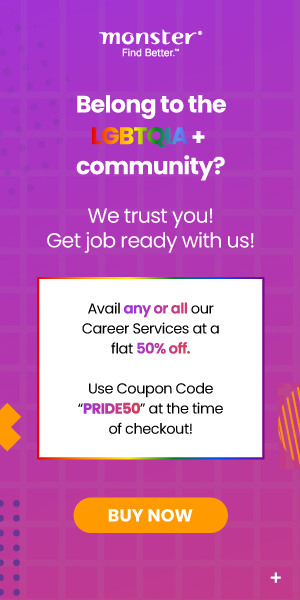 monster®
Find Better.™
Belong to the
LGBTQIA +
community?
We trust you!
Get job ready with us!
Avail any or all our
Career Services at a
flat 50% off.
Use Coupon Code
“PRIDE50” at the time
of checkout!
BUY NOW